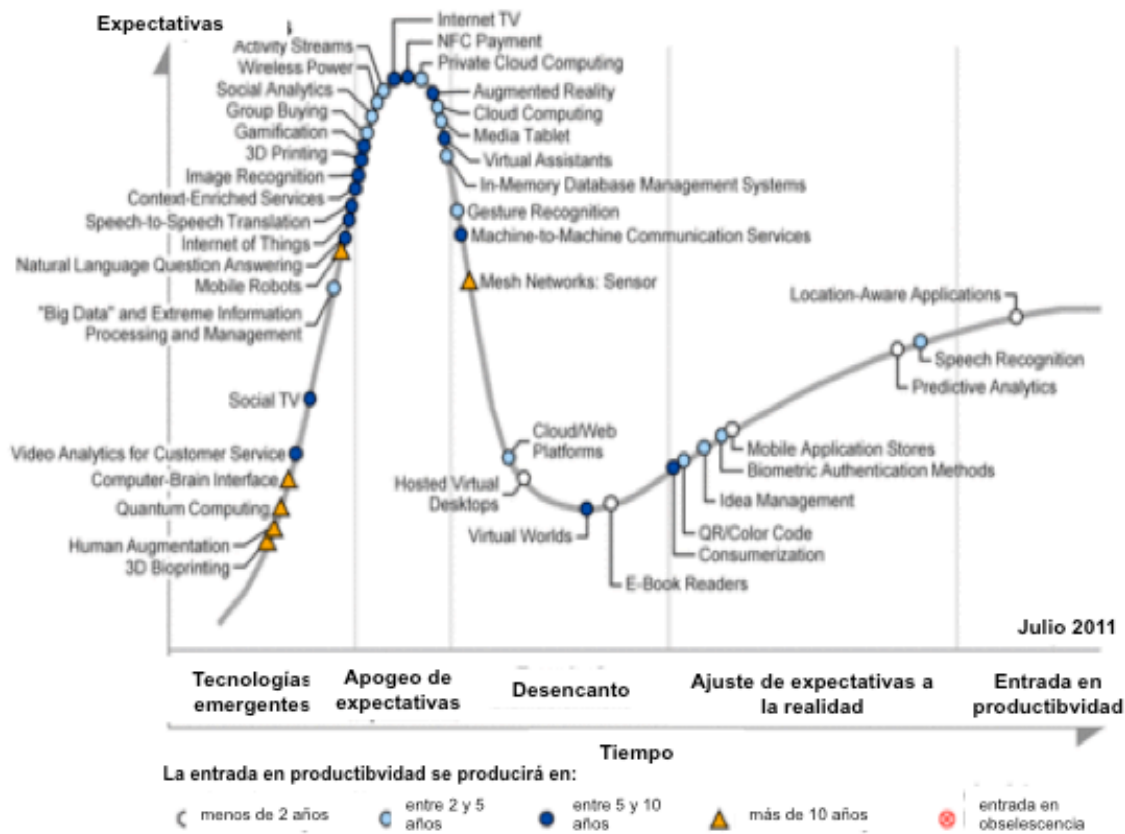 Expectativas
Internet TV
NFC Payment
Activity Streams
Wireless Power
Private Cloud Computing
Social Analytics
Augmented Reality
Group Buying
Cloud Computing
Gamification
Media Tablet
3D Printing
Virtual Assistants
Image Recognition
In-Memory Database Management Systems
Context-Enriched Services
Gesture Recognition
Speech-to-Speech Translation
Machine-to-Machine Communication Services
Internet of Things
Natural Language Question Answering
Mesh Networks: Sensor
Mobile Robots
Location-Aware Applications
"Big Data" and Extreme Information
Processing and Management
Speech Recognition
Predictive Analytics
Social TV
Cloud/Web
Platforms
Mobile Application Stores
Video Analytics for Customer Service
Biometric Authentication Methods
Computer-Brain Interface
Hosted Virtual
Desktops
Idea Management
Quantum Computing
Virtual Worlds
QR/Color Code
Human Augmentation
Consumerization
3D Bioprinting
E-Book Readers
Julio 2011
Tecnologías
emergentes
Apogeo de
expectativas
Desencanto
Ajuste de expectativas a
la realidad
Entrada en
productibvidad
Tiempo
La entrada en productibvidad se producirá en:
menos de 2 años
entre 2 y 5
años
entre 5 y 10
años
más de 10 años
entrada en
obselescencia